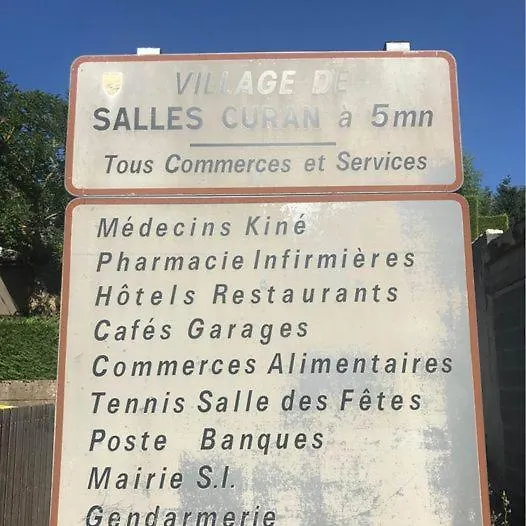 VILLAGE DE
SALLES CURAN à 5mn
Tous Commerces et Services
Médecins Kiné
Pharmacie Infirmières
Hôtels Restaurants
Cafés Garages
Commerces Alimentaires
Tennis Salle des Fêtes
Poste Banques
Mairie S.I.
Gendarmerie